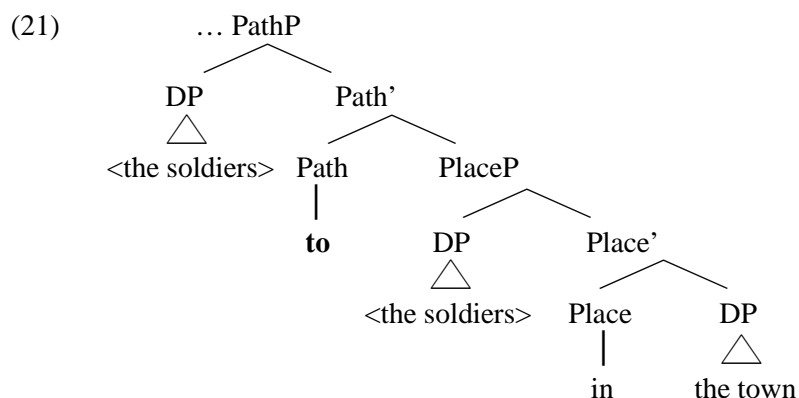 (21) … PathP
DP Path’
<the soldiers> Path PlaceP
to DP Place’
<the soldiers> Place DP
in the town